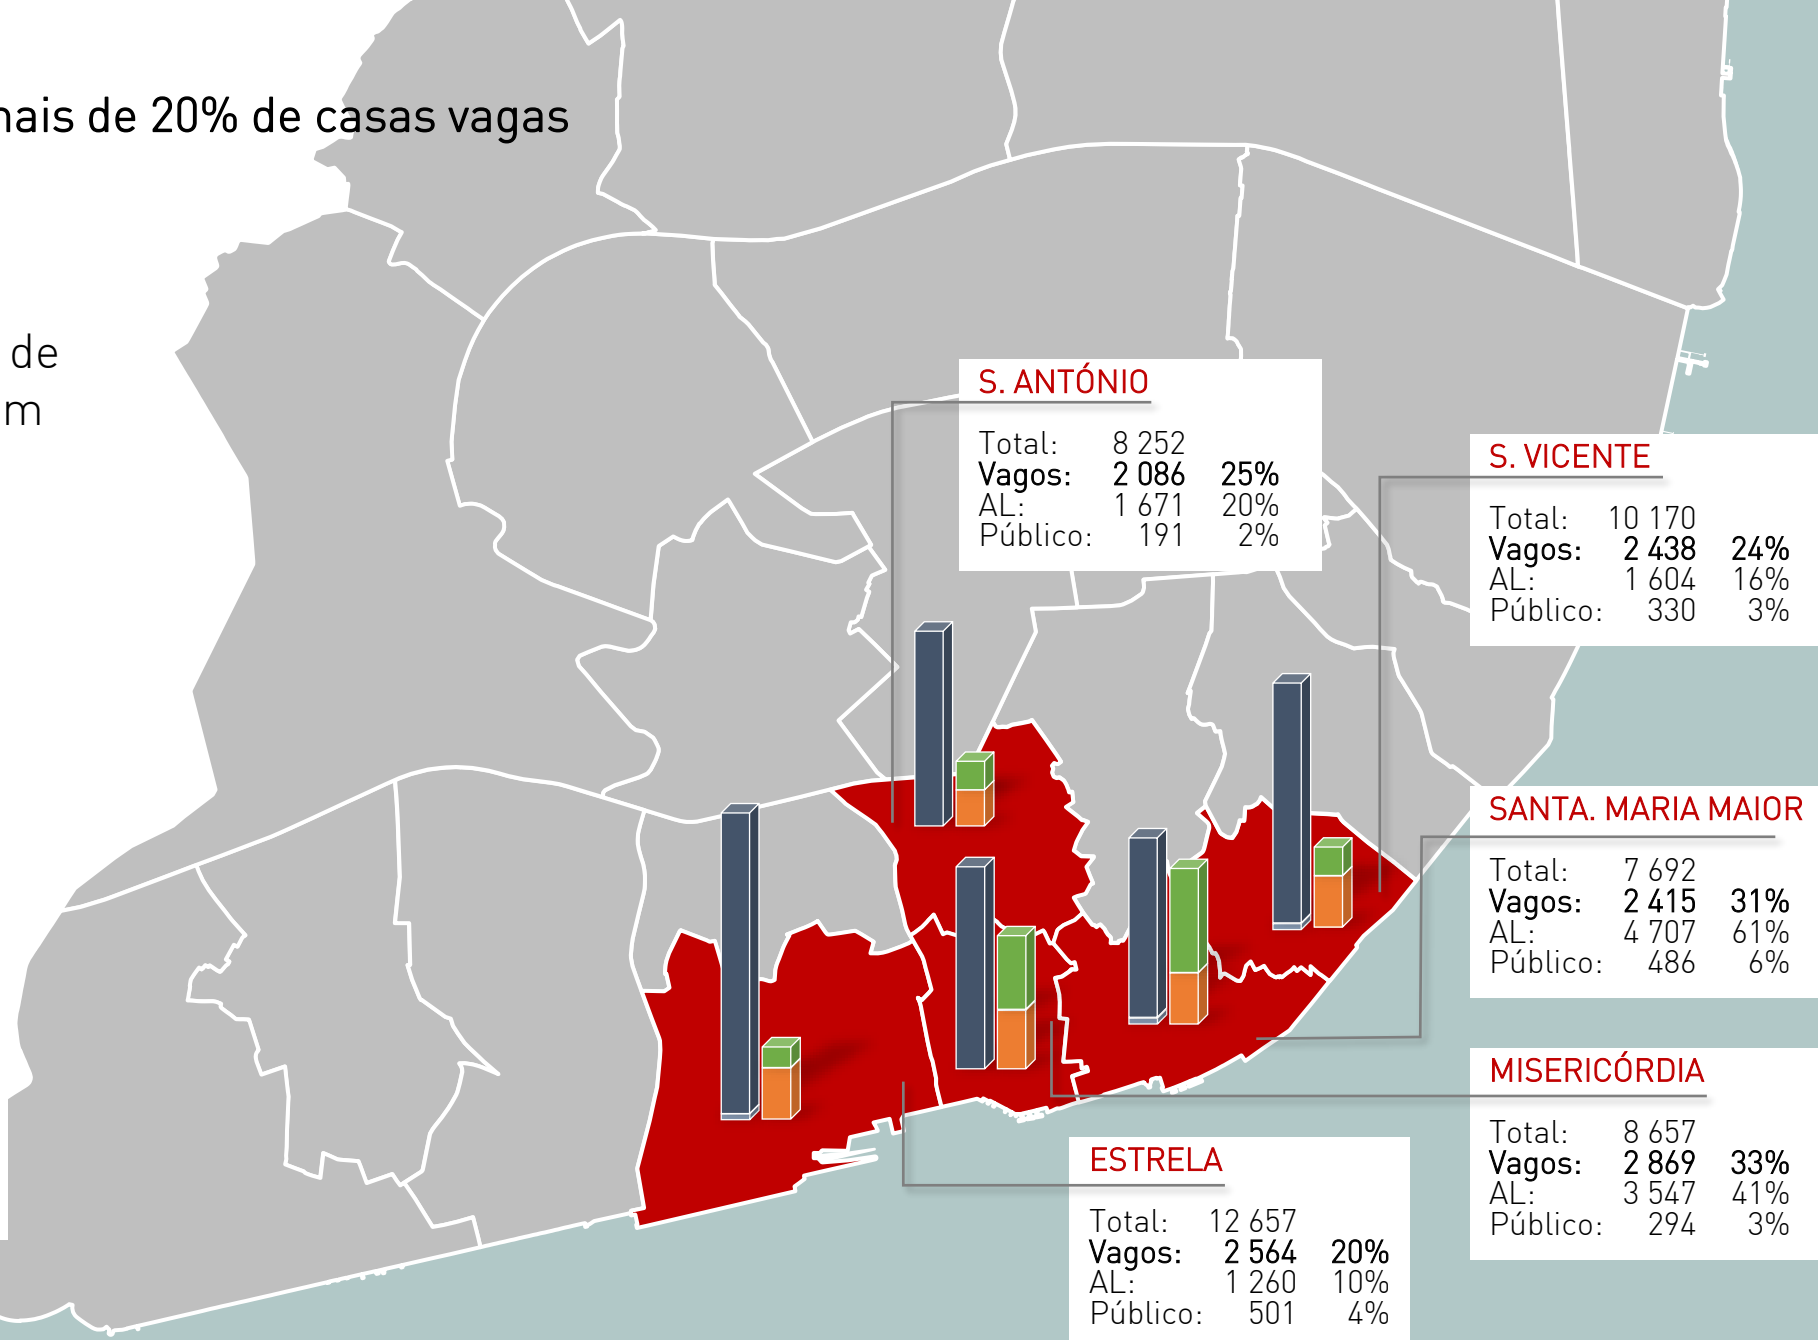 mais de 20% de casas vagas
de
m
S. ANTÓNIO
Total: 8 252
Vagos: 2 086 25%
AL: 1 671 20%
Público: 191 2%
S. VICENTE
Total: 10 170
Vagos: 2 438 24%
AL: 1 604 16%
Público: 330 3%
SANTA. MARIA MAIOR
Total: 7 692
Vagos: 2 415 31%
AL: 4 707 61%
Público: 486 6%
MISERICÓRDIA
Total: 8 657
Vagos: 2 869 33%
AL: 3 547 41%
Público: 294 3%
ESTRELA
Total: 12 657
Vagos: 2 564 20%
AL: 1 260 10%
Público: 501 4%